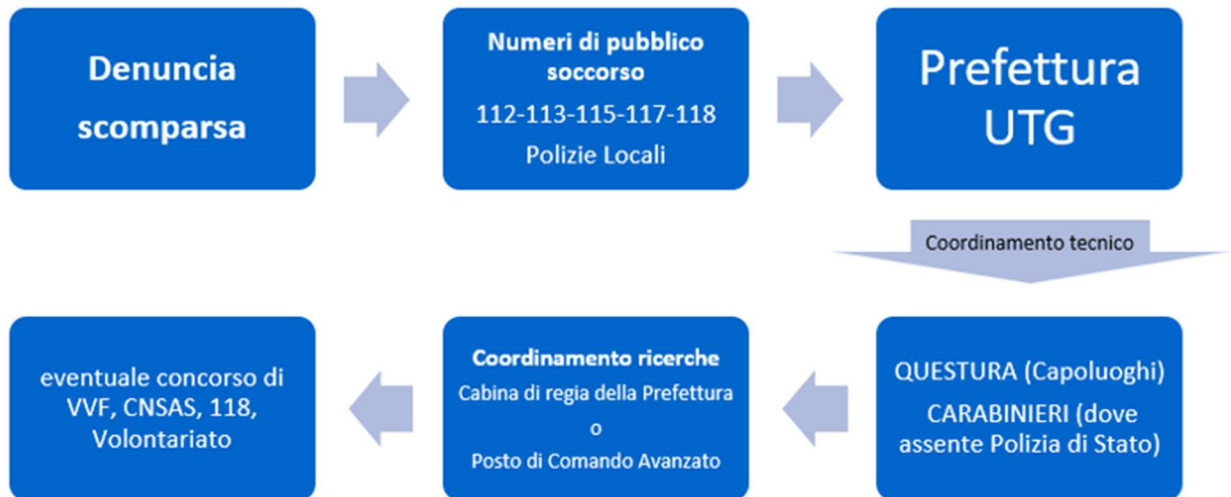 Denuncia
scomparsa
Numeri di pubblico
soccorso
112-113-115-117-118
Polizie Locali
Prefettura
UTG
Coordinamento tecnico
QUESTURA (Capoluoghi)
CARABINIERI (dove
assente Polizia di Stato)
Coordinamento ricerche
Cabina di regia della Prefettura
o
Posto di Comando Avanzato
eventuale concorso di
VVF, CNSAS, 118,
Volontariato